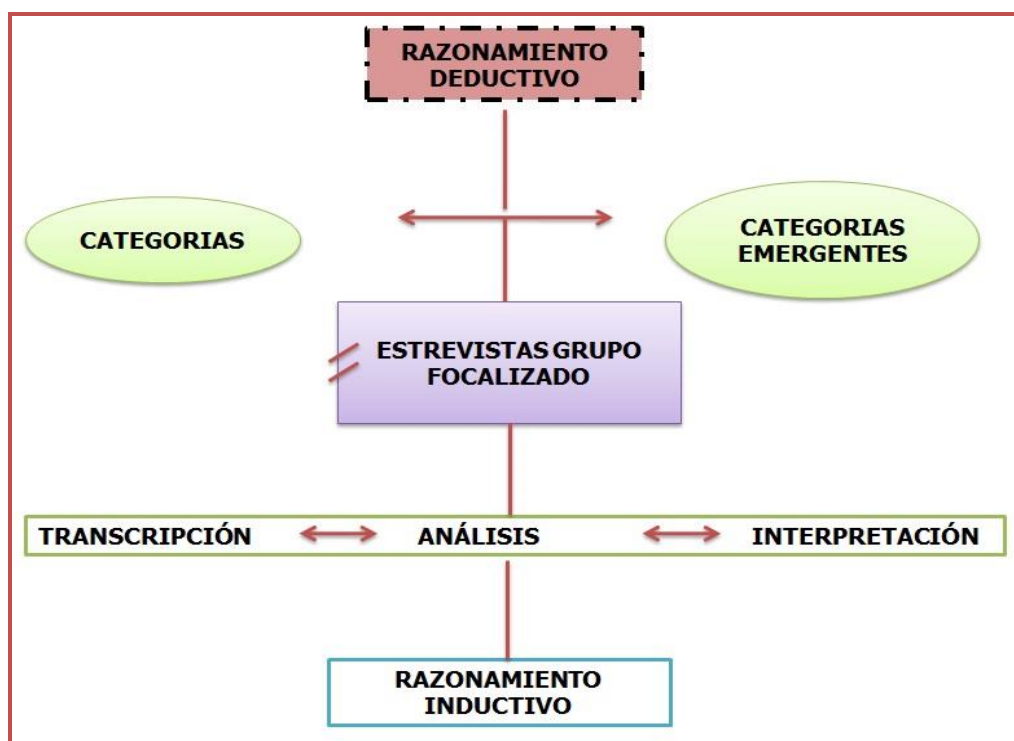 RAZONAMIENTO
DEDUCTIVO
CATEGORIAS
CATEGORIAS
EMERGENTES
ESTREVISTAS GRUPO
FOCALIZADO
TRANSCRIPCIÓN ANÁLISIS INTERPRETACIÓN
RAZONAMIENTO
INDUCTIVO